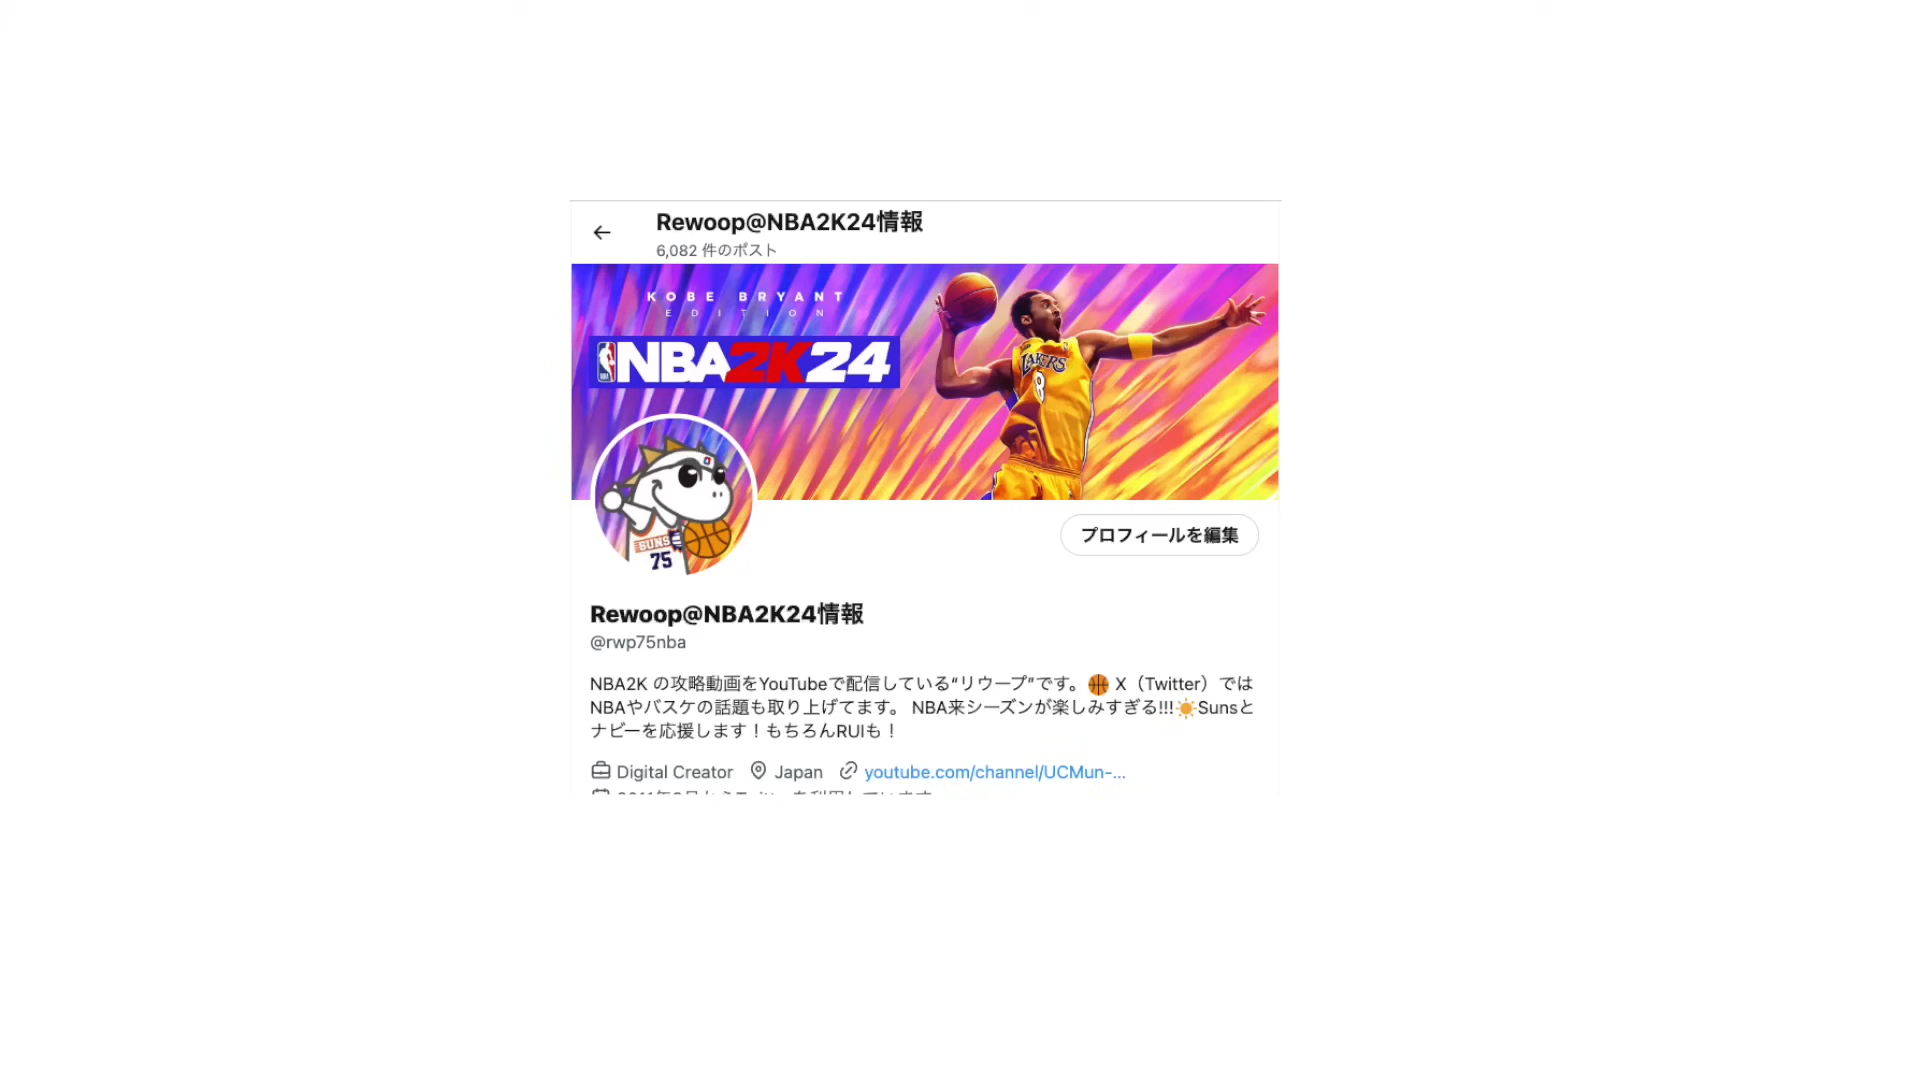 Rewoop@NBA2K24情報
6,082 件のポスト
KOBE BRYANT
EDITION
NBA2K24
LAKERS
8
SUNS
75
プロフィールを編集
Rewoop@NBA2K24情報
@rwp75nba
NBA2K の攻略動画をYouTubeで配信している“リウープ”です。🏀 X（Twitter）では
NBAやバスケの話題も取り上げてます。 NBA来シーズンが楽しみすぎる!!!☀️Sunsと
ナビーを応援します！もちろんRUIも！
Digital Creator Japan youtube.com/channel/UCMun-...